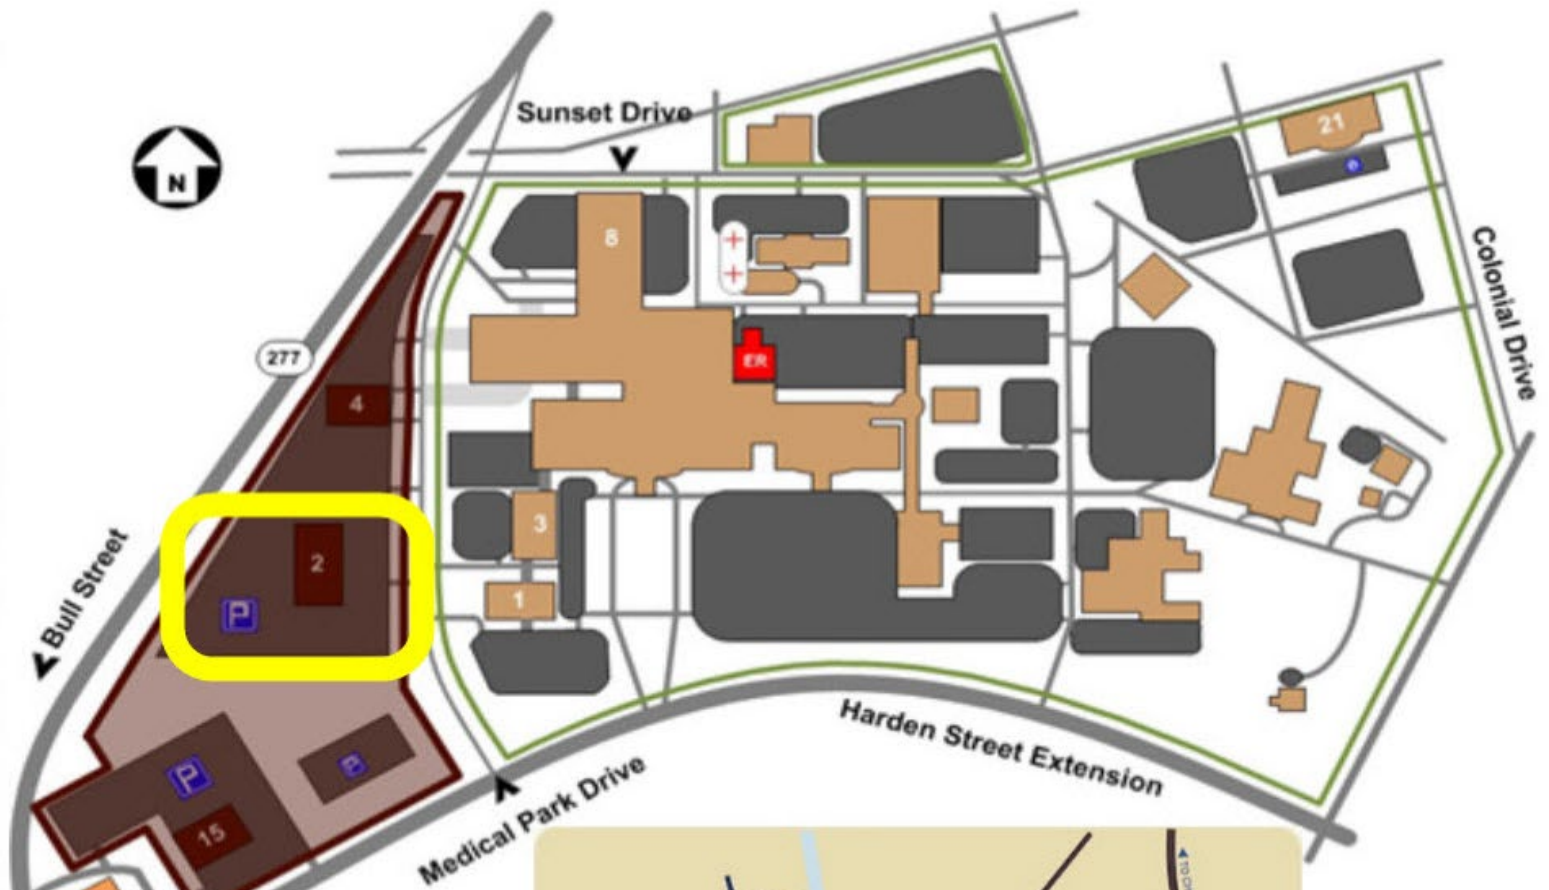 Sunset Drive
N
21
8
Colonial Drive
277
ER
4
3
2
1
P
Bull Street
Harden Street Extension
P
P
15
Medical Park Drive